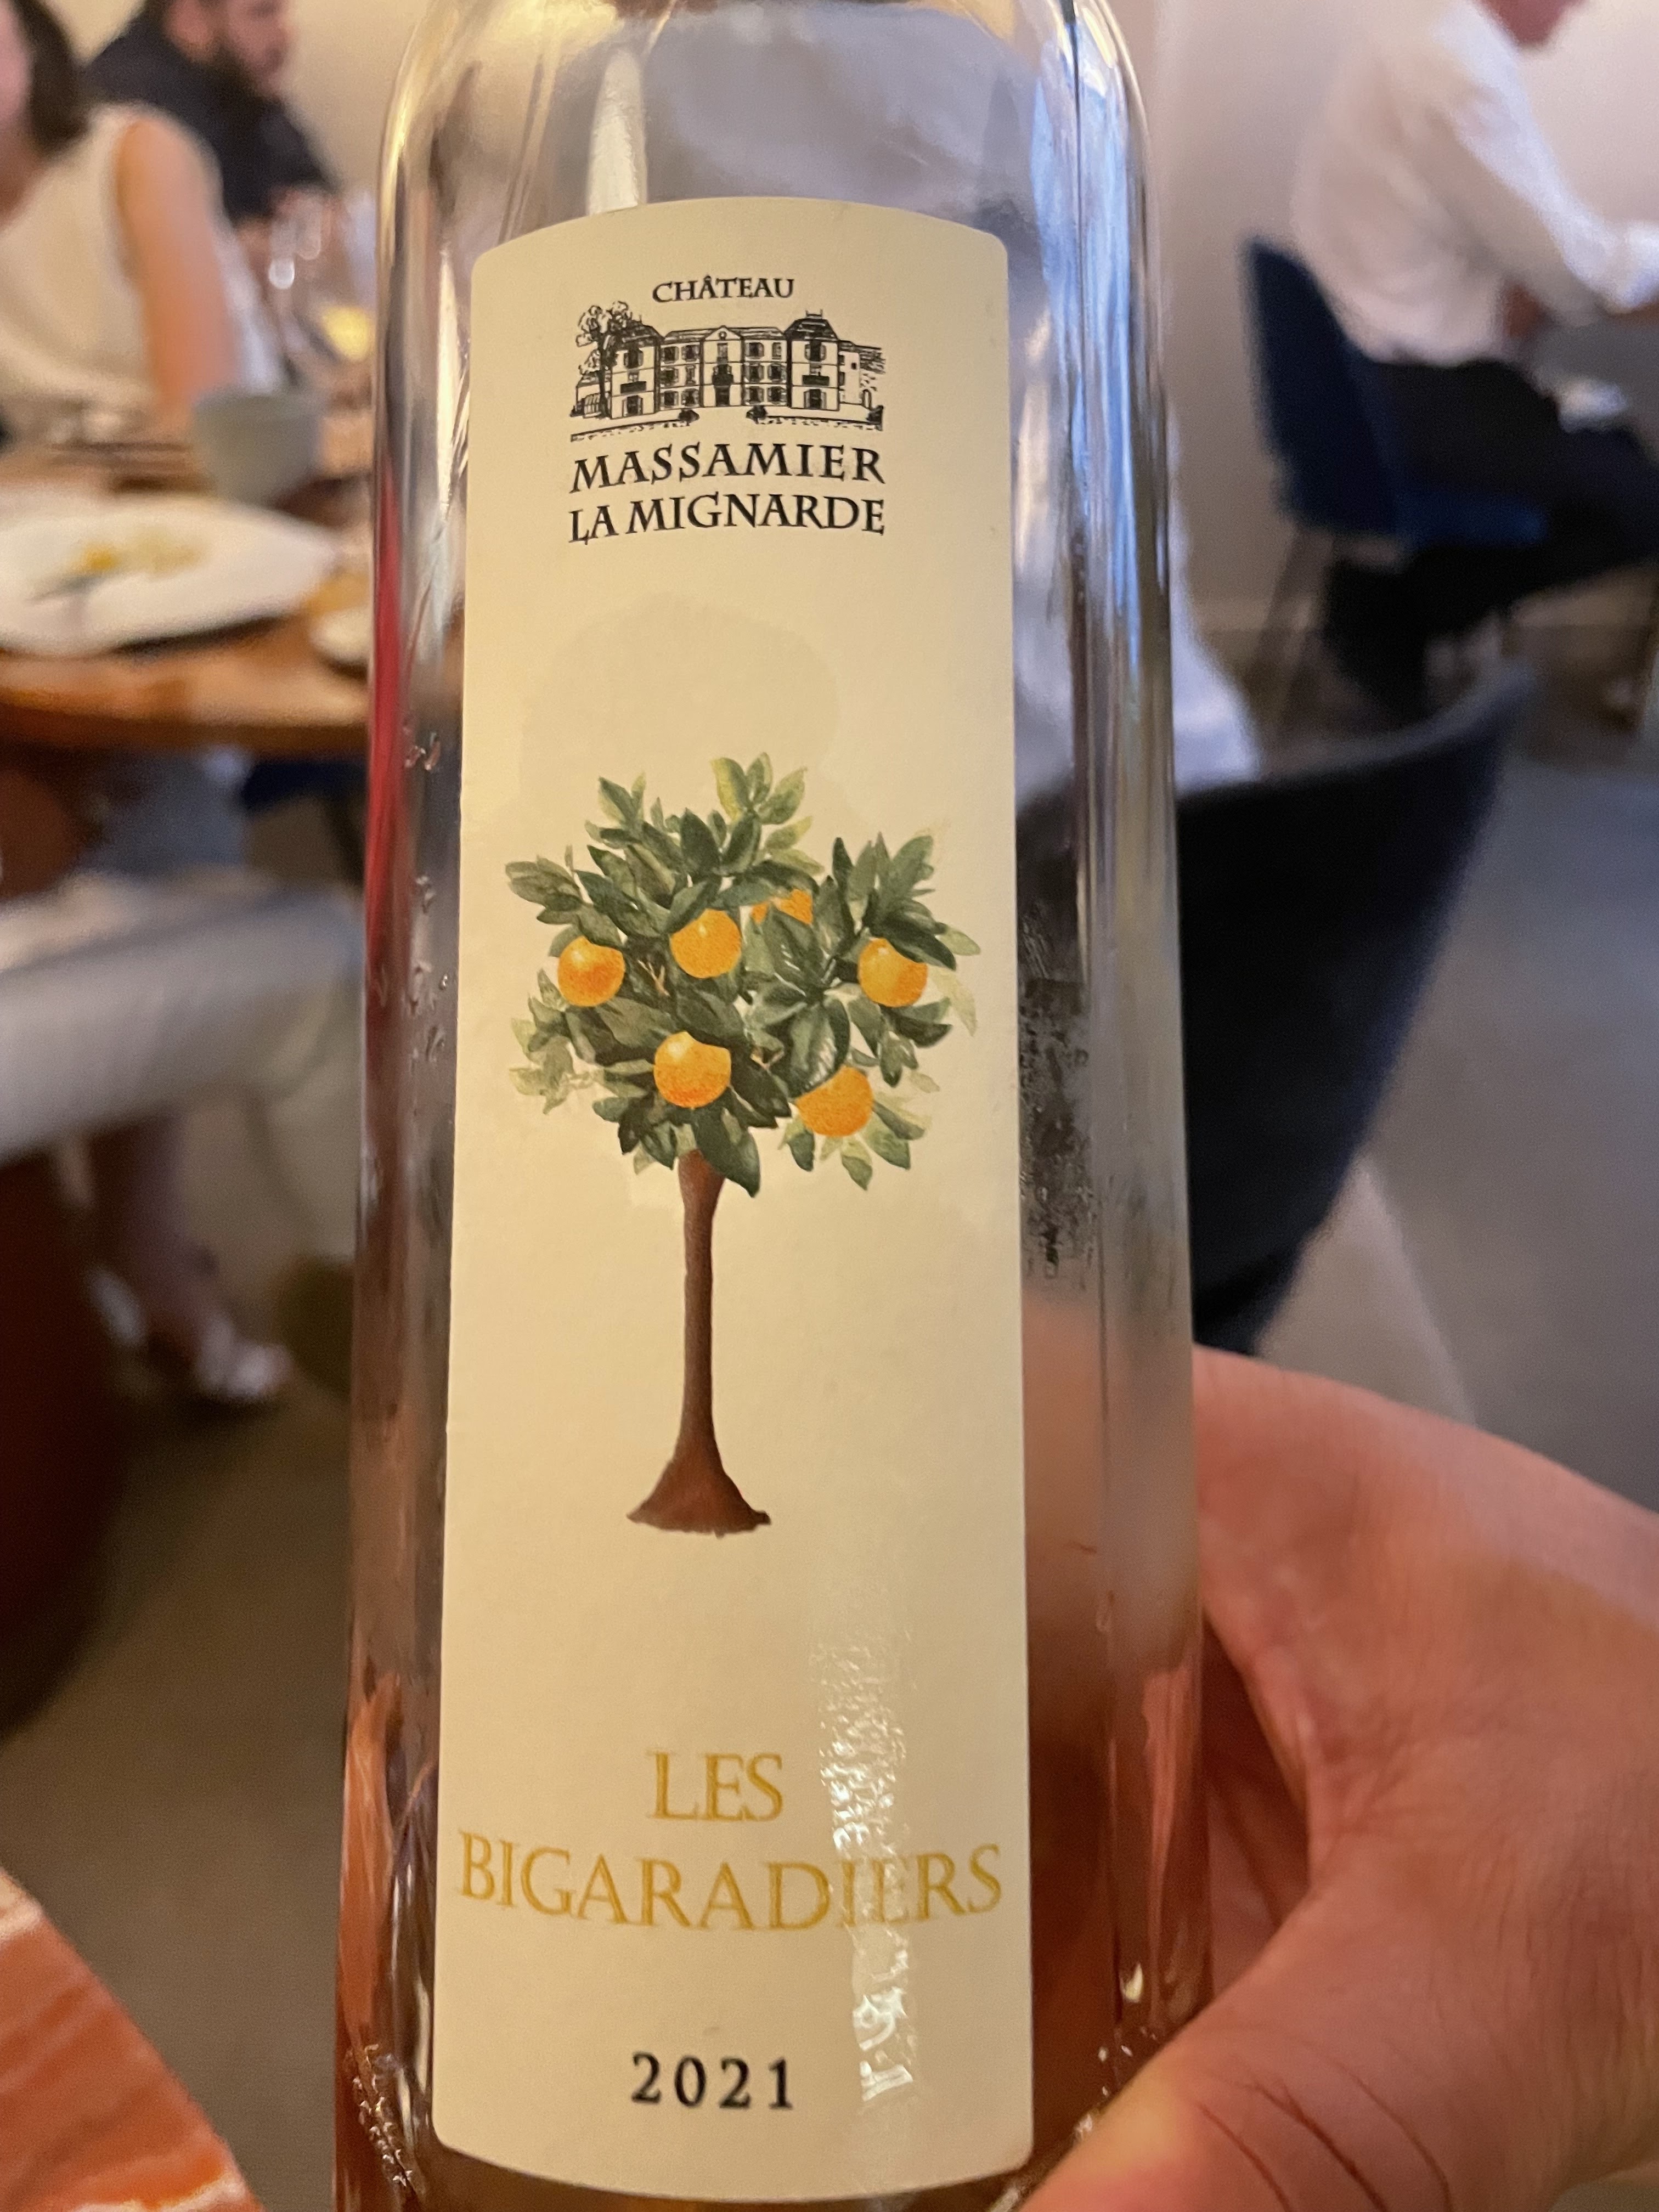 CHÂTEAU
MASSAMIER
LA MIGNARDE
LES
BIGARADIERS
2021